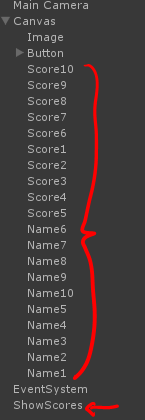 Main Camera
Canvas
Image
Button
Score10
Score9
Score8
Score7
Score6
Score1
Score2
Score3
Score4
Score5
Name6
Name7
Name8
Name9
Name10
Name5
Name4
Name3
Name2
Name1
EventSystem
ShowScores